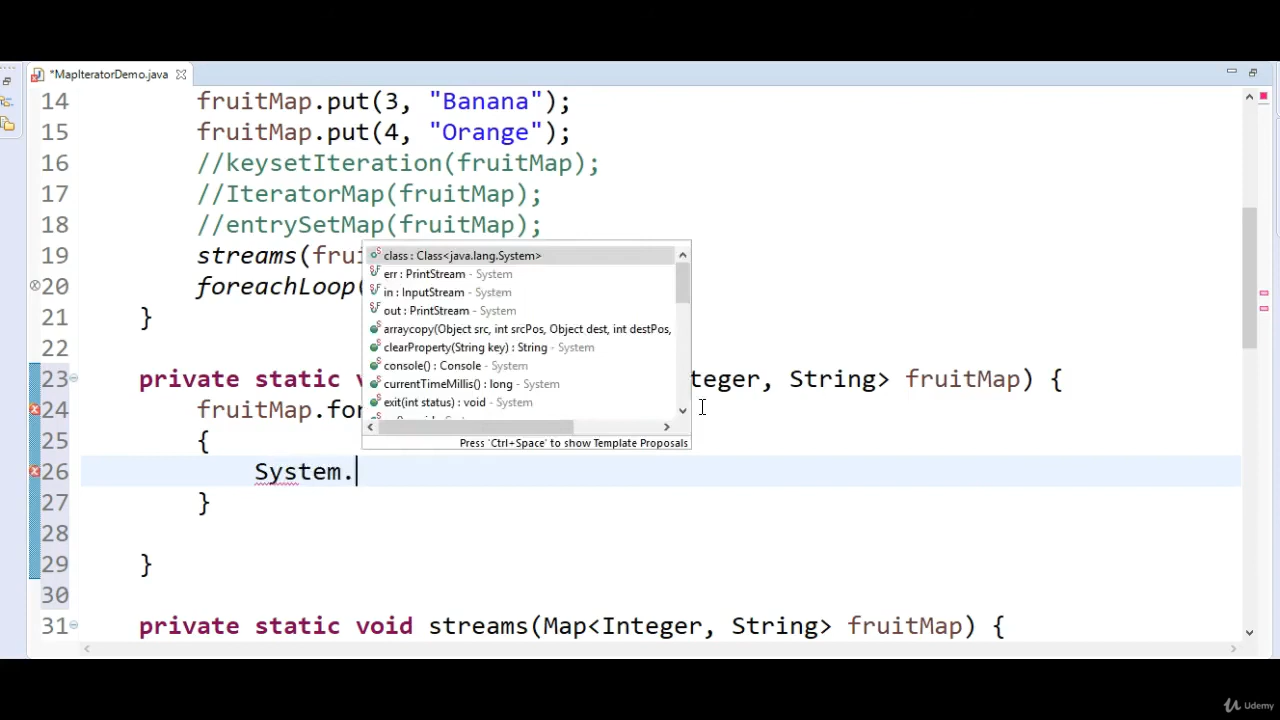 *MapIteratorDemo.java
14 fruitMap.put(3, "Banana");
15 fruitMap.put(4, "Orange");
16 //keysetIteration(fruitMap);
17 //IteratorMap(fruitMap);
18 //entrySetMap(fruitMap);
19 streams(frui
20 foreachLoop(
21 }
22
23 private static v teger, String> fruitMap) {
24 fruitMap.for
25 {
26 System.
27 }
28
29 }
30
31 private static void streams(Map<Integer, String> fruitMap) {
class : Class<java.lang.System>
err : PrintStream - System
in : InputStream - System
out : PrintStream - System
arraycopy(Object src, int srcPos, Object dest, int destPos,
clearProperty(String key) : String - System
console() : Console - System
currentTimeMillis() : long - System
exit(int status) : void - System
Press 'Ctrl+Space' to show Template Proposals
Udemy